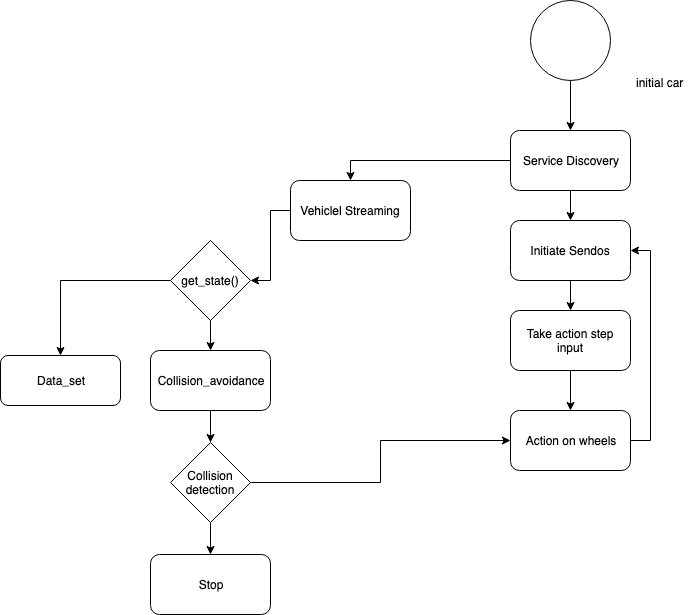 initial car
Service Discovery
Vehiclel Streaming
Initiate Sendos
get_state()
Take action step
input
Data_set
Collision_avoidance
Action on wheels
Collision
detection
Stop